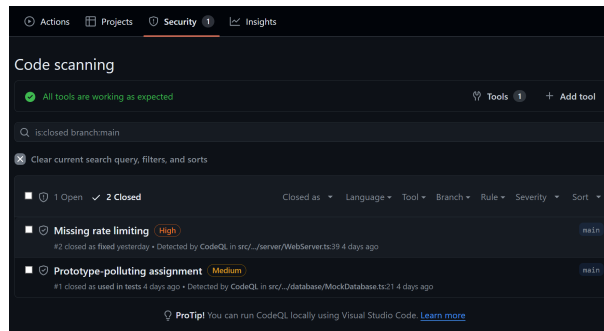 Actions Projects Security 1 Insights
Code scanning
All tools are working as expected Tools 1 + Add tool
is:closed branch:main
Clear current search query, filters, and sorts
1 Open 2 Closed Closed as Language Tool Branch Rule Severity Sort
Missing rate limiting High main
#2 closed as fixed yesterday • Detected by CodeQL in src/.../server/WebServer.ts:39 4 days ago
Prototype-polluting assignment Medium main
#1 closed as used in tests 4 days ago • Detected by CodeQL in src/.../database/MockDatabase.ts:21 4 days ago
ProTip! You can run CodeQL locally using Visual Studio Code. Learn more